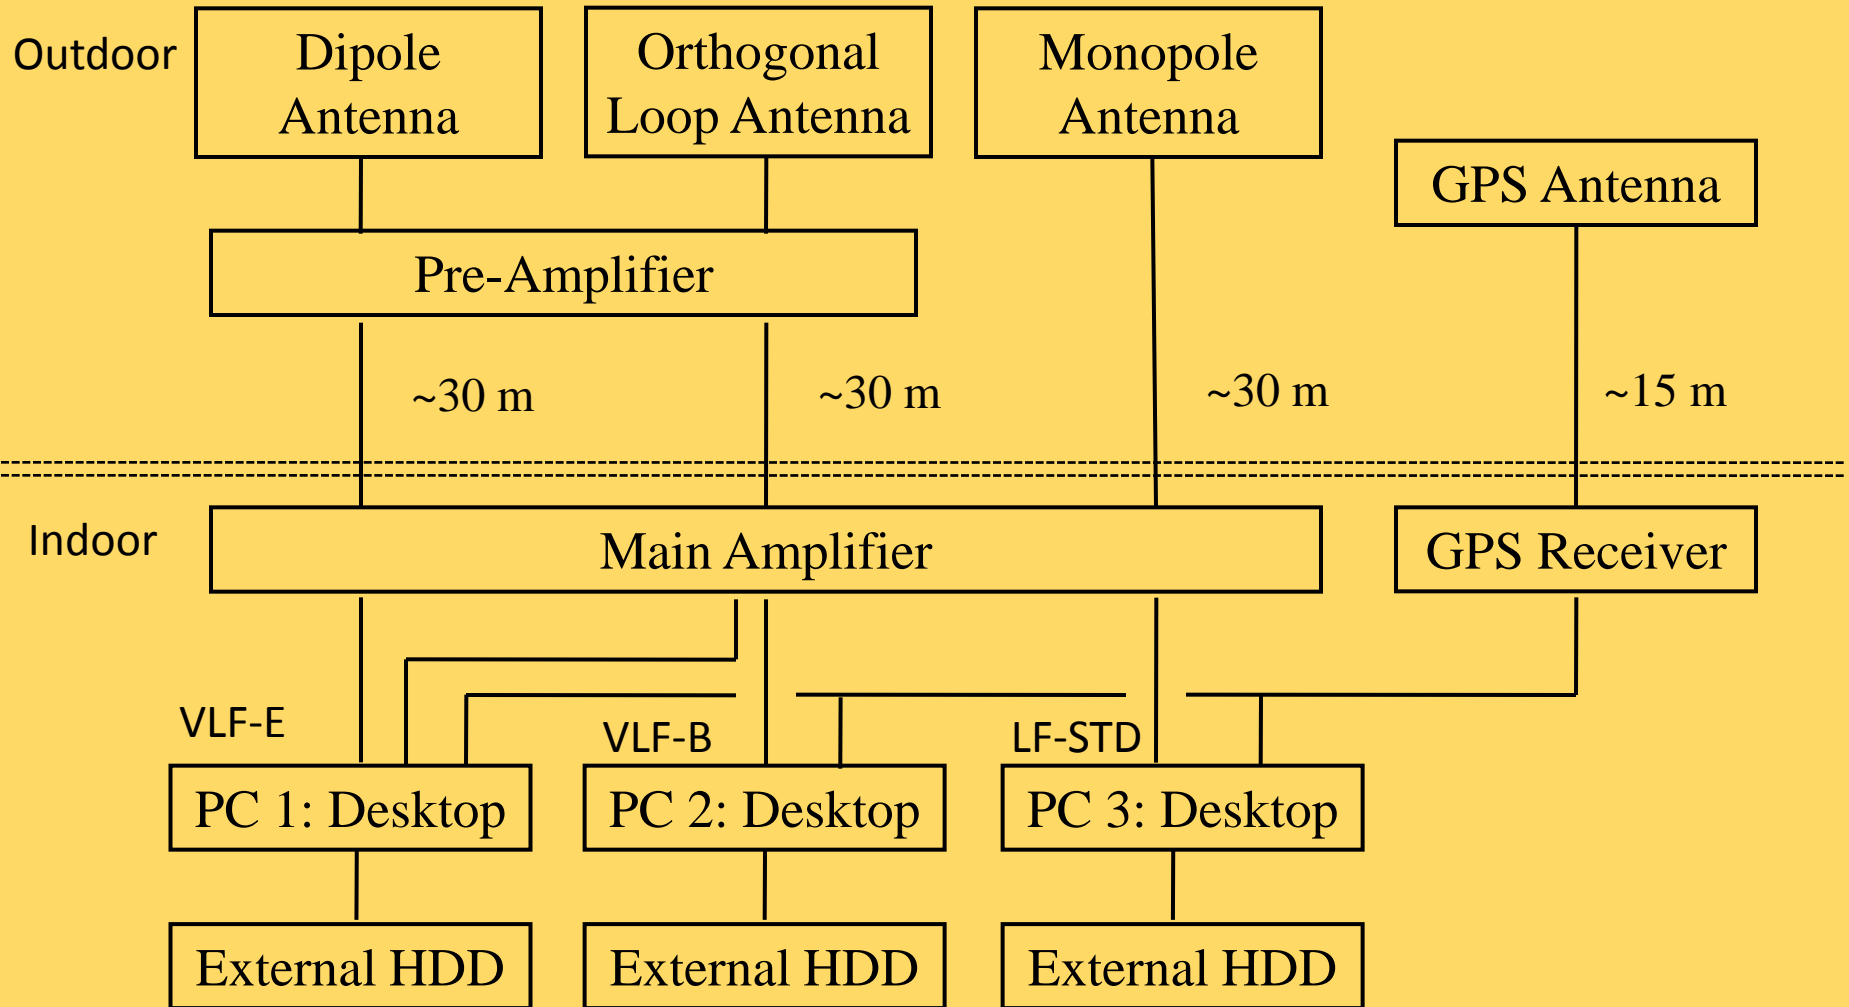 Outdoor
Dipole
Antenna
Orthogonal
Loop Antenna
Monopole
Antenna
GPS Antenna
Pre-Amplifier
~30 m
~30 m
~30 m
~15 m
Indoor
Main Amplifier
GPS Receiver
VLF-E
VLF-B
LF-STD
PC 1: Desktop
PC 2: Desktop
PC 3: Desktop
External HDD
External HDD
External HDD